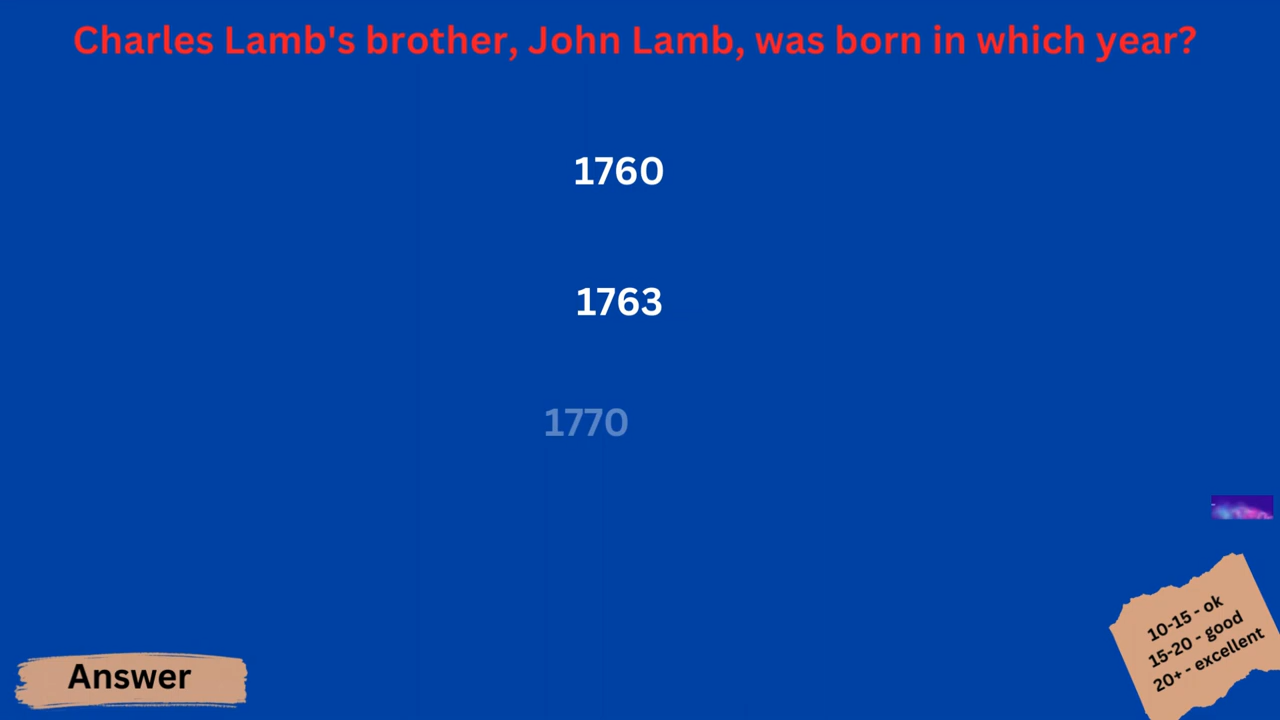 Charles Lamb's brother, John Lamb, was born in which year?
1760
1763
1770
Answer
10-15 - ok
15-20 - good
20+ - excellent